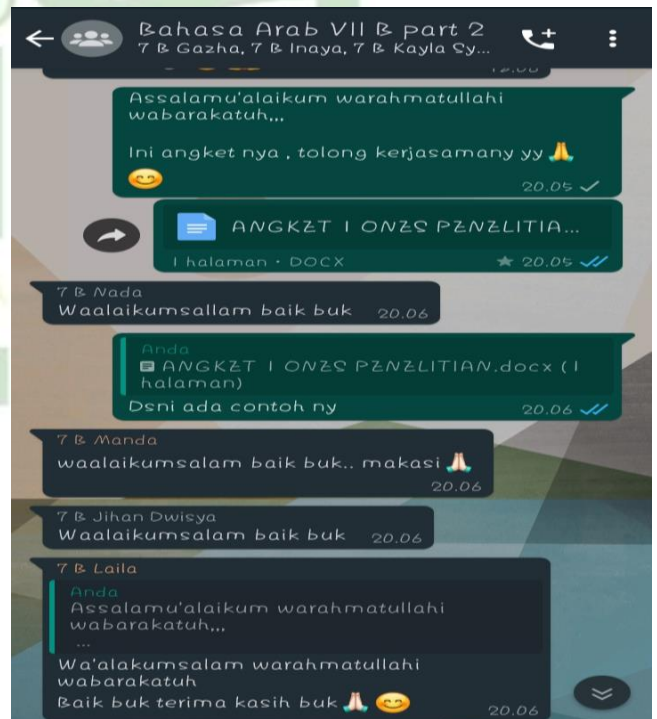 Bahasa Arab VII B part 2
7 B Gazha, 7 B Inaya, 7 B Kayla Sy...
Assalamu'alaikum warahmatullahi
wabarakatuh,,,
Ini angket nya , tolong kerjasamany yy 🙏
😊
20.05
ANGKET I ONES PENELITIA...
1 halaman • DOCX
20.05
7 B Nada
Waalaikumsallam baik buk 20.06
Anda
ANGKET I ONES PENELITIAN.docx (1
halaman)
Dsni ada contoh ny
20.06
7 B Manda
waalaikumsalam baik buk.. makasi 🙏
20.06
7 B Jihan Dwisya
Waalaikumsalam baik buk 20.06
7 B Laila
Anda
Assalamu'alaikum warahmatullahi
wabarakatuh,,,
...
Wa'alakumsalam warahmatullahi
wabarakatuh
Baik buk terima kasih buk 🙏 😊
20.06